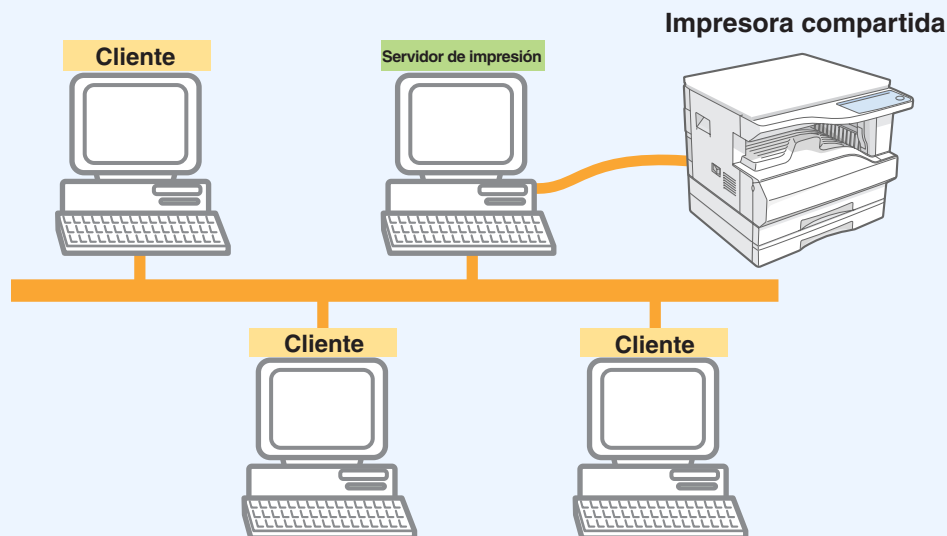 Impresora compartida
Cliente
Servidor de impresión
Cliente
Cliente